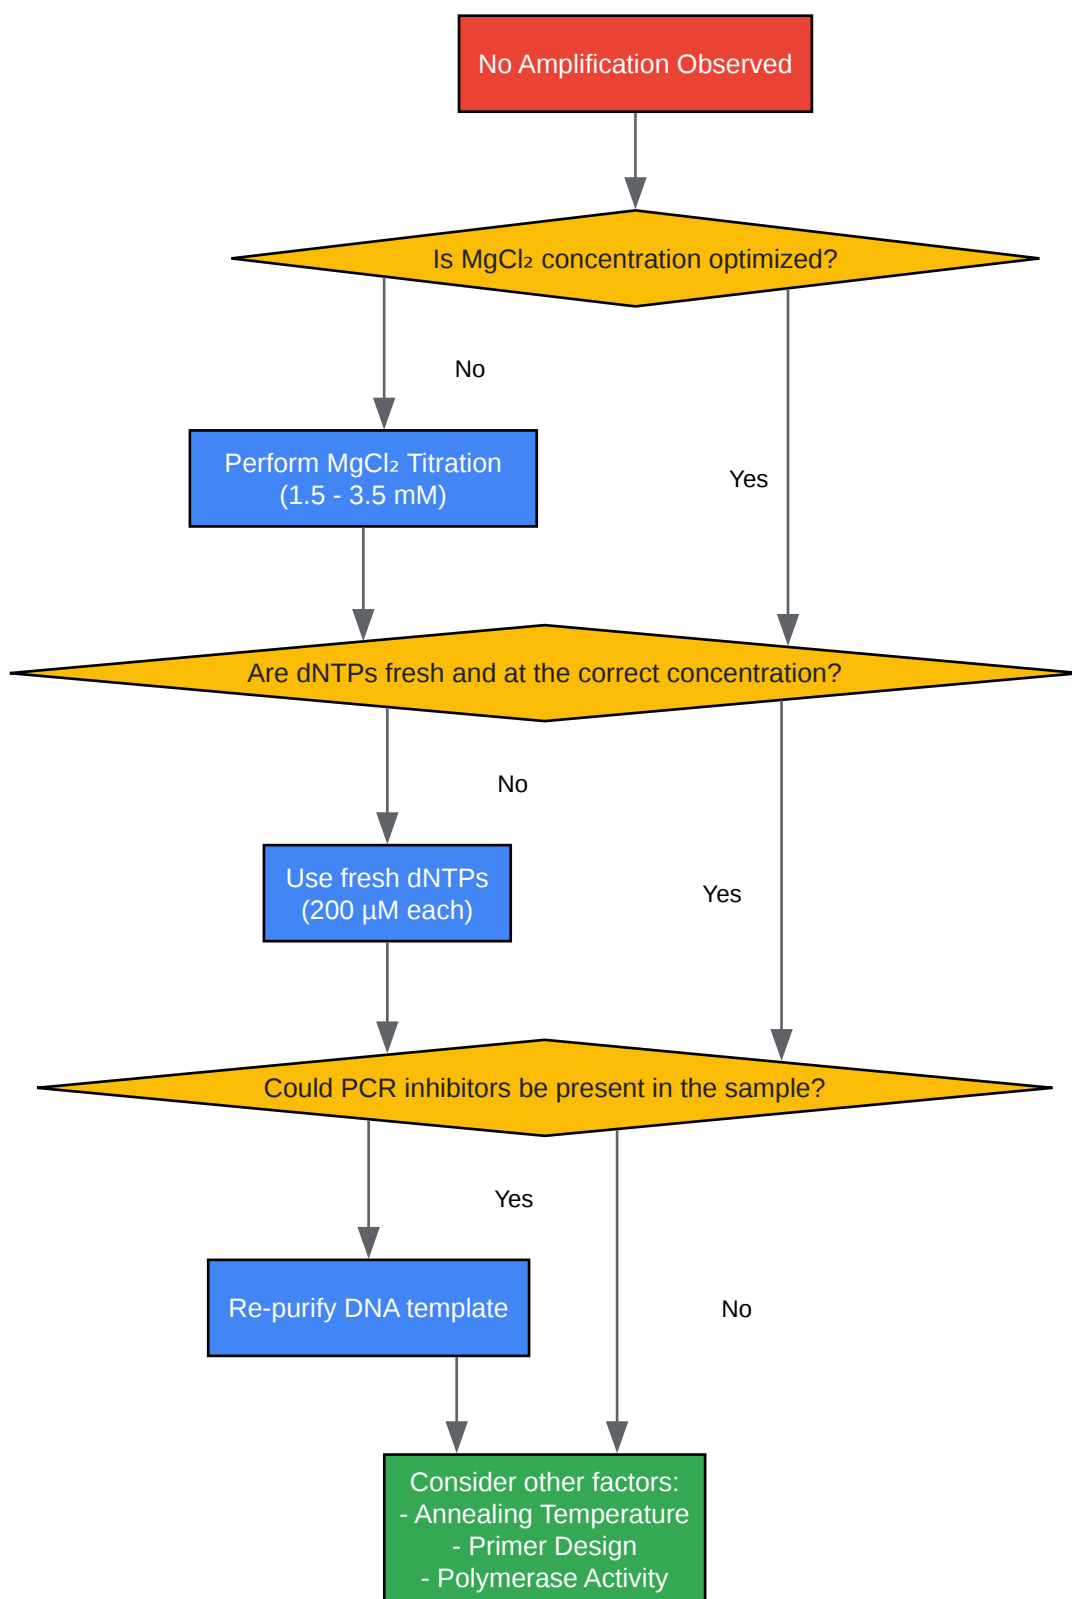 No Amplification Observed
Is MgCl₂ concentration optimized?
No
Perform MgCl₂ Titration
(1.5 - 3.5 mM)
Yes
Are dNTPs fresh and at the correct concentration?
No
Use fresh dNTPs
(200 µM each)
Yes
Could PCR inhibitors be present in the sample?
Yes
Re-purify DNA template
No
Consider other factors:
- Annealing Temperature
- Primer Design
- Polymerase Activity